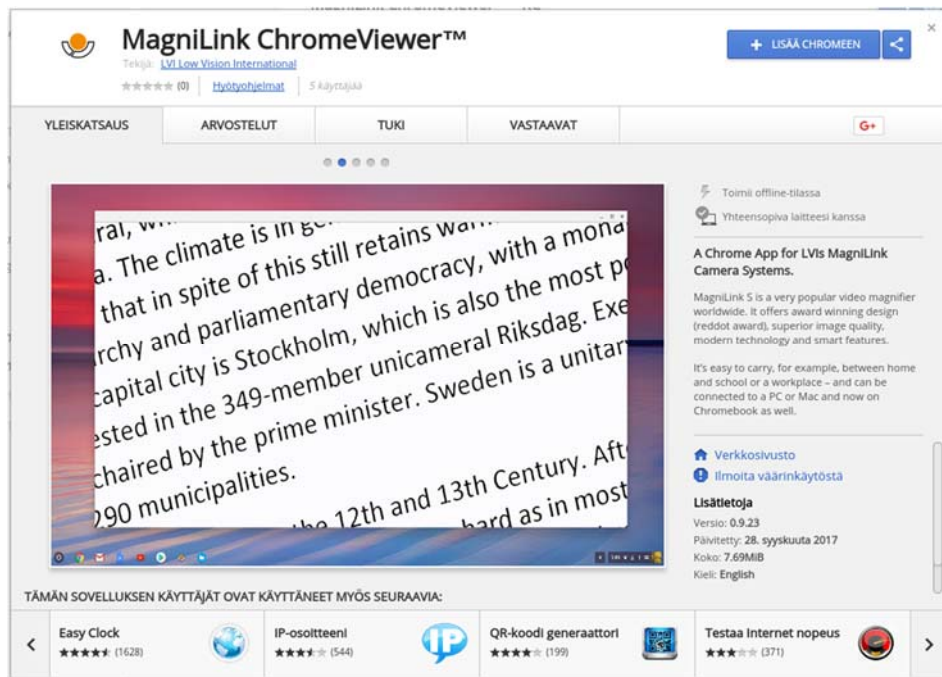 MagniLink ChromeViewer™
Tekijä: LVI Low Vision International
(0) Hyötyohjelmat 5 käyttäjää
+ LISÄÄ CHROMEEN
YLEISKATSAUS ARVOSTELUT TUKI VASTAAVAT
G+
a. The climate is in
that in spite of this still retains
rchy and parliamentary democracy, with a mona
capital city is Stockholm, which is also the most po
ested in the 349-member unicameral Riksdag. Exe
chaired by the prime minister. Sweden is a unitar
290 municipalities.
the 12th and 13th Century. Aft
hard as in most
Toimii offline-tilassa
Yhteensopiva laitteesi kanssa
A Chrome App for LVIs MagniLink
Camera Systems.
MagniLink S is a very popular video magnifier
worldwide. It offers award winning design
(reddot award), superior image quality,
modern technology and smart features.
It's easy to carry, for example, between home
and school or a workplace – and can be
connected to a PC or Mac and now on
Chromebook as well.
Verkkosivusto
Ilmoita väärinkäytöstä
Lisätietoja
Versio: 0.9.23
Päivitetty: 28. syyskuuta 2017
Koko: 7.69MiB
Kieli: English
TÄMÄN SOVELLUKSEN KÄYTTÄJÄT OVAT KÄYTTÄNEET MYÖS SEURAAVIA:
Easy Clock
(1628)
IP-osoitteeni
(544)
IP
QR-koodi generaattori
(199)
Testaa Internet nopeus
(371)